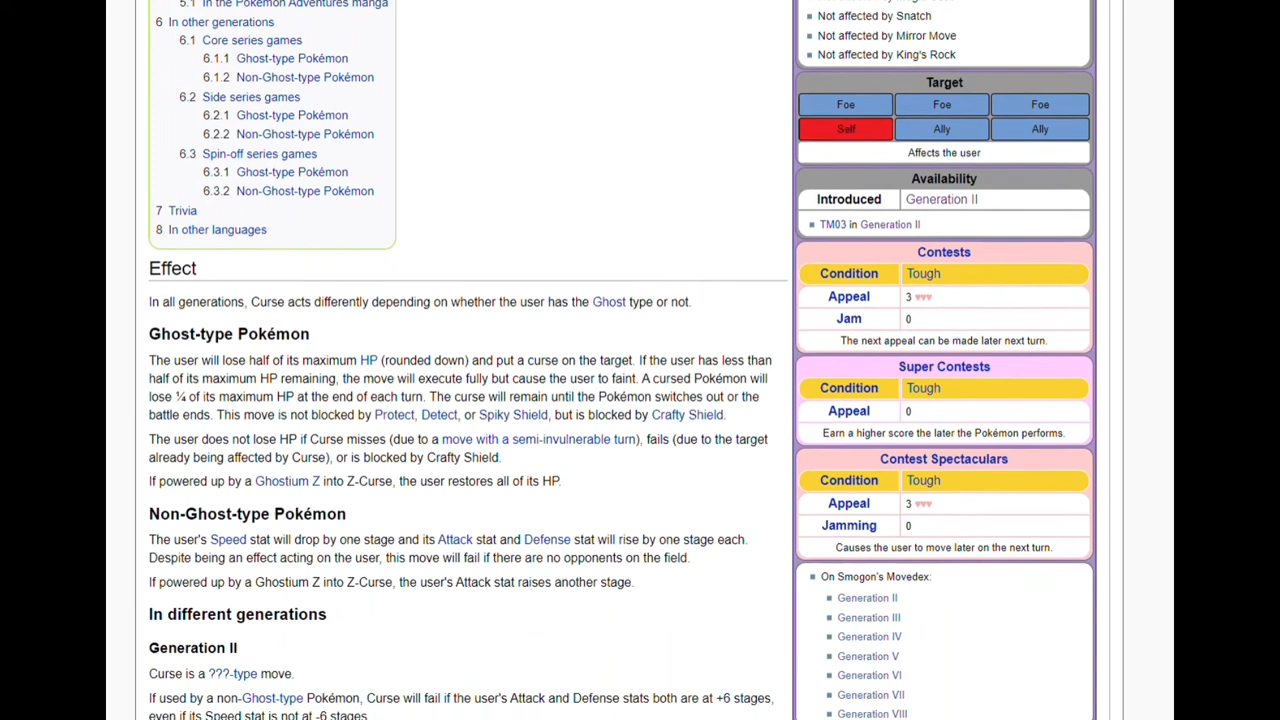 5.1 In the Pokémon Adventures manga
6 In other generations
6.1 Core series games
6.1.1 Ghost-type Pokémon
6.1.2 Non-Ghost-type Pokémon
6.2 Side series games
6.2.1 Ghost-type Pokémon
6.2.2 Non-Ghost-type Pokémon
6.3 Spin-off series games
6.3.1 Ghost-type Pokémon
6.3.2 Non-Ghost-type Pokémon
7 Trivia
8 In other languages
Effect
In all generations, Curse acts differently depending on whether the user has the Ghost type or not.
Ghost-type Pokémon
The user will lose half of its maximum HP (rounded down) and put a curse on the target. If the user has less than
half of its maximum HP remaining, the move will execute fully but cause the user to faint. A cursed Pokémon will
lose ¼ of its maximum HP at the end of each turn. The curse will remain until the Pokémon switches out or the
battle ends. This move is not blocked by Protect, Detect, or Spiky Shield, but is blocked by Crafty Shield.
The user does not lose HP if Curse misses (due to a move with a semi-invulnerable turn), fails (due to the target
already being affected by Curse), or is blocked by Crafty Shield.
If powered up by a Ghostium Z into Z-Curse, the user restores all of its HP.
Non-Ghost-type Pokémon
The user's Speed stat will drop by one stage and its Attack stat and Defense stat will rise by one stage each.
Despite being an effect acting on the user, this move will fail if there are no opponents on the field.
If powered up by a Ghostium Z into Z-Curse, the user's Attack stat raises another stage.
In different generations
Generation II
Curse is a ???-type move.
If used by a non-Ghost-type Pokémon, Curse will fail if the user's Attack and Defense stats both are at +6 stages,
even if its Speed stat is not at -6 stages.
Not affected by Snatch
Not affected by Mirror Move
Not affected by King's Rock
Target
Foe Foe Foe
Self Ally Ally
Affects the user
Availability
Introduced Generation II
TM03 in Generation II
Contests
Condition Tough
Appeal 3 ♥♥♥
Jam 0
The next appeal can be made later next turn.
Super Contests
Condition Tough
Appeal 0
Earn a higher score the later the Pokémon performs.
Contest Spectaculars
Condition Tough
Appeal 3 ♥♥♥
Jamming 0
Causes the user to move later on the next turn.
On Smogon's Movedex:
Generation II
Generation III
Generation IV
Generation V
Generation VI
Generation VII
Generation VIII